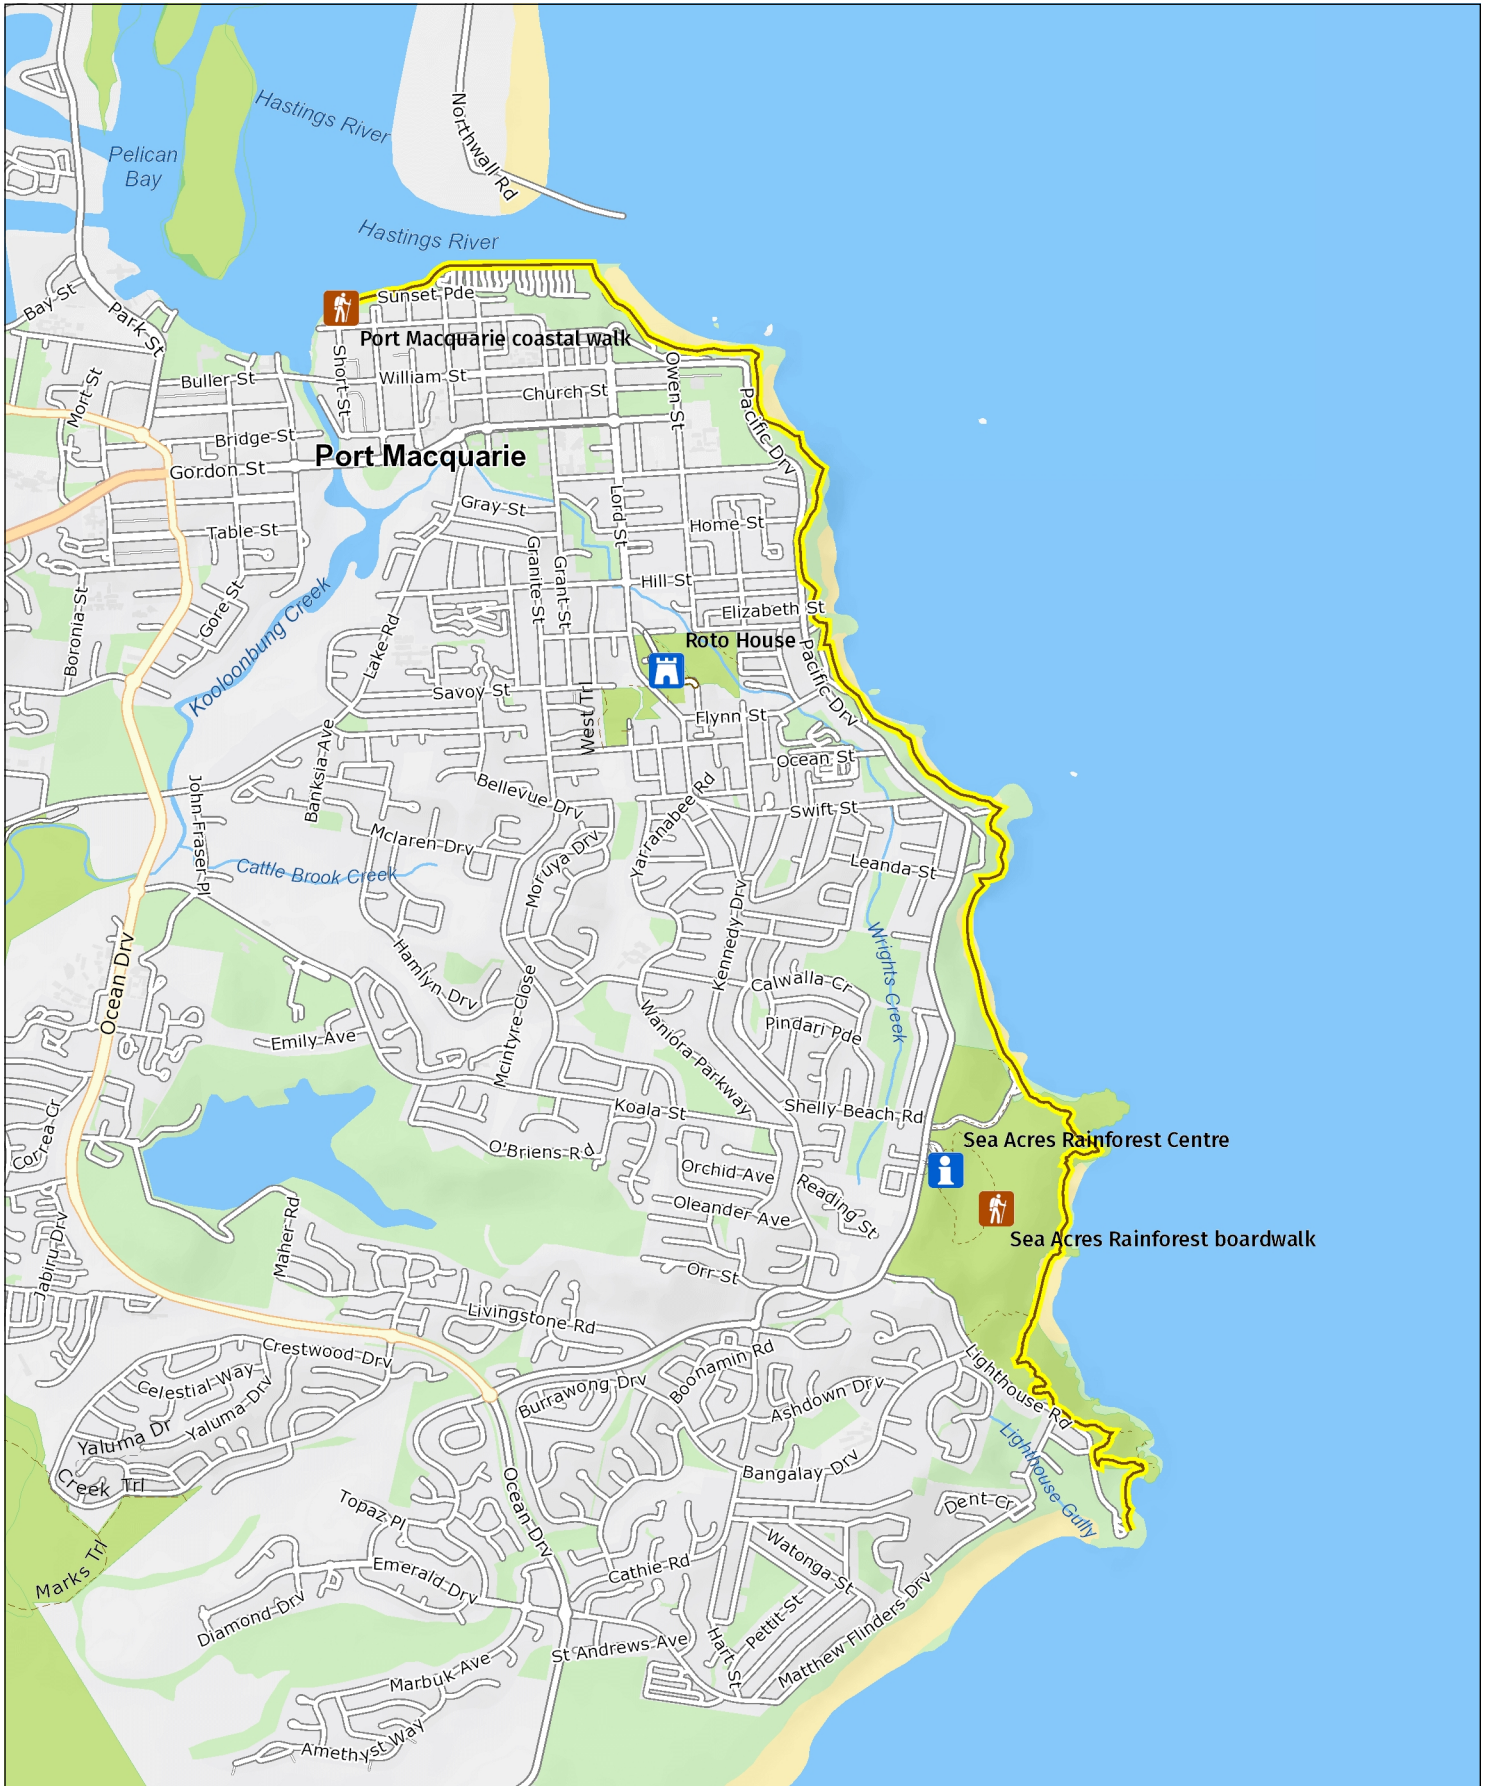 Hastings River
Northwall Rd
Pelican
Bay
Hastings River
Bay St
Park St
Sunset Pde
Port Macquarie coastal walk
Short St
Owen St
Mort St
Buller St
William St
Church St
Pacific Drv
Bridge St
Port Macquarie
Gordon St
Gray St
Lord St
Home St
Table St
Granite St
Grant St
Hill St
Boronia St
Gore St
Kooloonbung Creek
Elizabeth St
Lake Rd
Roto House
Pacific Drv
Savoy St
West Trl
Flynn St
Banksia Ave
Ocean St
John Fraser Pl
Bellevue Drv
Yarranabee Rd
Swift St
Mclaren Drv
Moruya Drv
Leanda St
Cattle Brook Creek
Kennedy Drv
Wrights Creek
Ocean Drv
Hamlyn Drv
Mcintyre Close
Calwalla Cr
Pindari Pde
Waniora Parkway
Emily Ave
Koala St
Shelly Beach Rd
Correa Cr
O'Briens Rd
Sea Acres Rainforest Centre
Orchid Ave
Reading St
Oleander Ave
Maher Rd
Jabiru Drv
Sea Acres Rainforest boardwalk
Orr St
Livingstone Rd
Crestwood Drv
Lighthouse Rd
Celestial Way
Boonamin Rd
Burrawong Drv
Ashdown Drv
Yaluma Drv
Yaluma Dr
Lighthouse Gully
Creek Trl
Bangalay Drv
Ocean Drv
Topaz Pl
Dent Cr
Marks Trl
Emerald Drv
Cathie Rd
Watonga St
Diamond Drv
Pettit St
Matthew Flinders Drv
St Andrews Ave
Hart St
Marbuk Ave
Amethyst Way